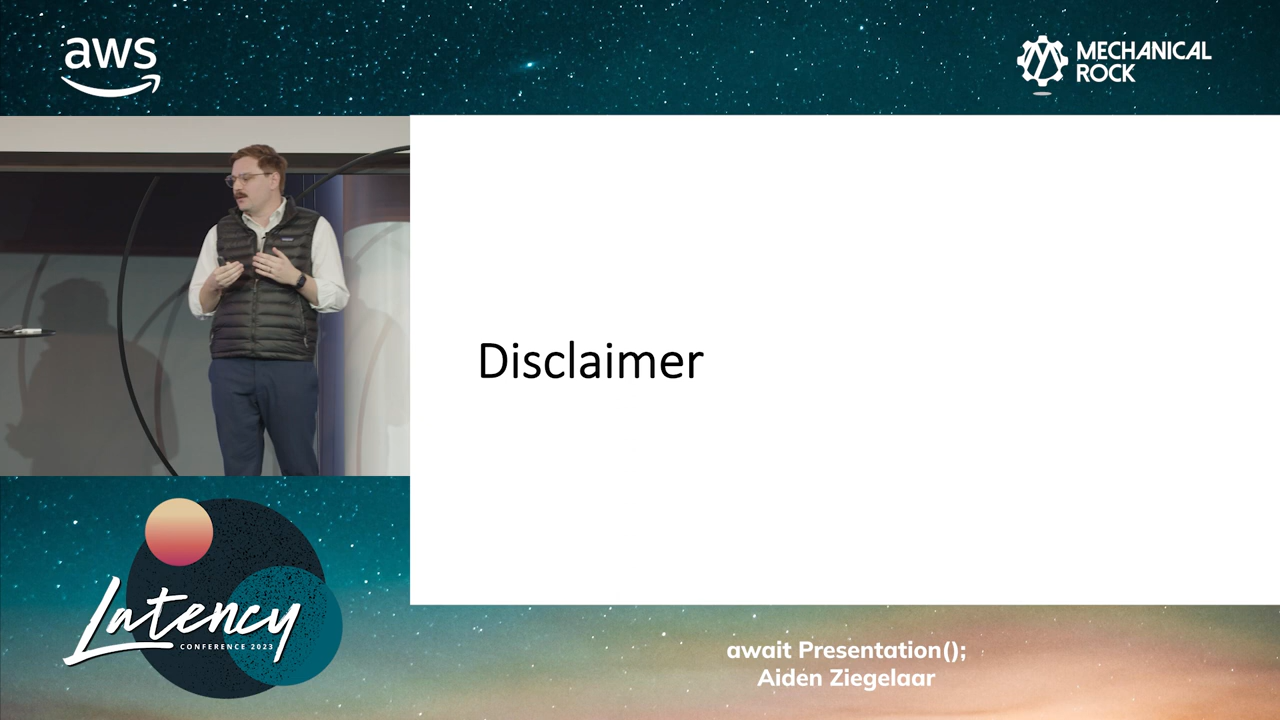 aws
MECHANICAL
ROCK
Disclaimer
Latency
CONFERENCE 2023
await Presentation();
Aiden Ziegelaar